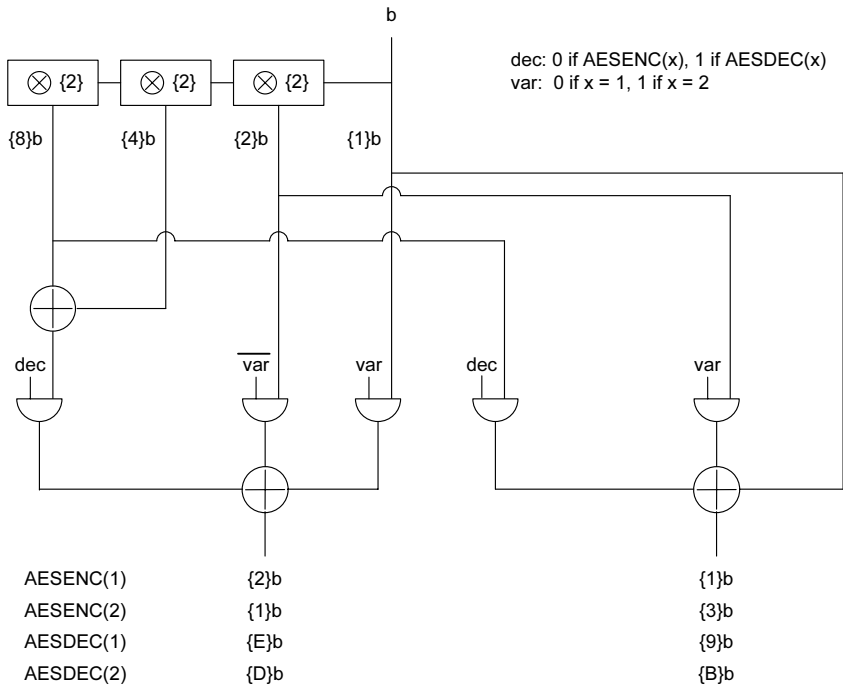 b
dec: 0 if AESENC(x), 1 if AESDEC(x)
var: 0 if x = 1, 1 if x = 2
⊗ {2} ⊗ {2} ⊗ {2}
{8}b {4}b {2}b {1}b
dec var var dec var
AESENC(1) {2}b {1}b
AESENC(2) {1}b {3}b
AESDEC(1) {E}b {9}b
AESDEC(2) {D}b {B}b